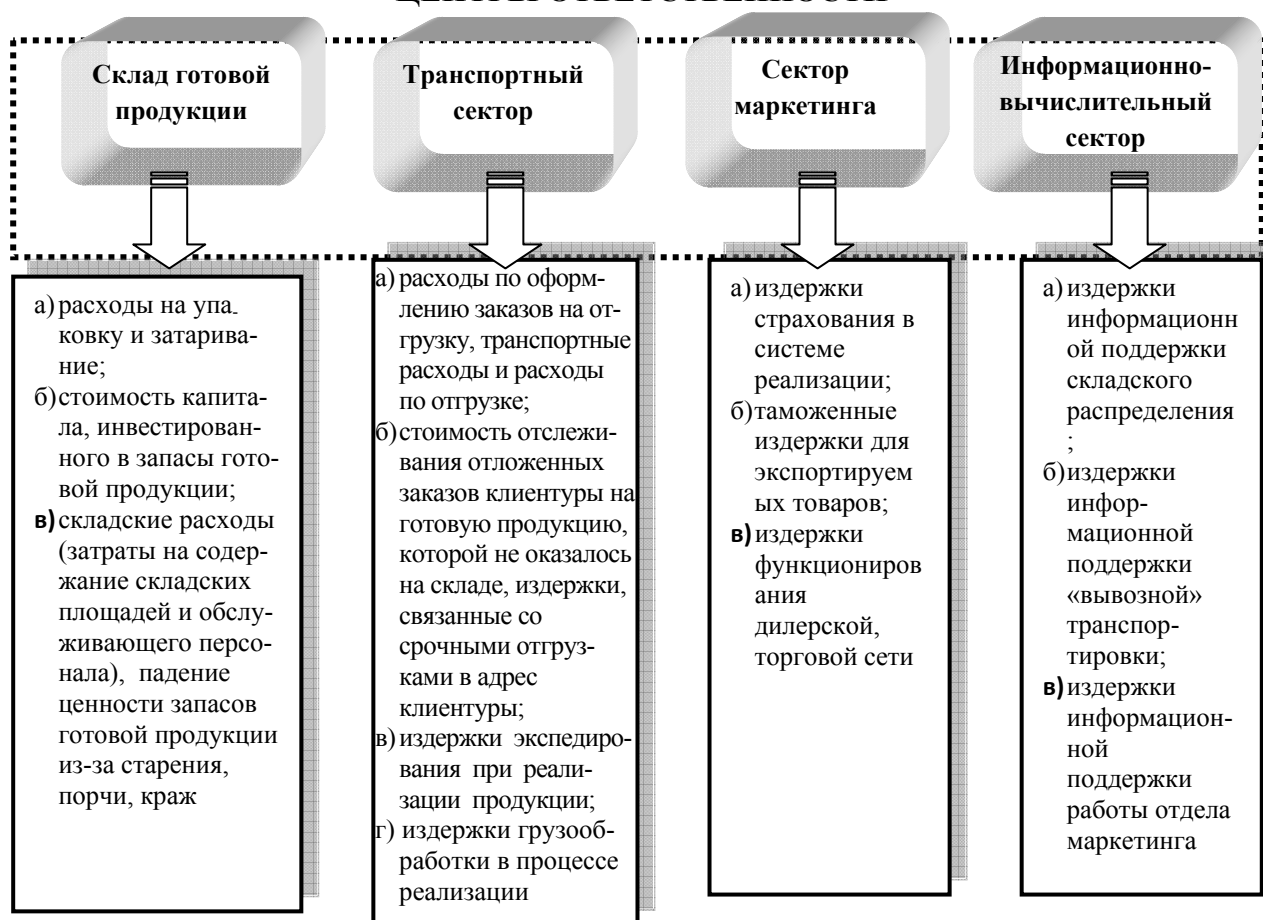 ЦЕНТРЫ ОТВЕТСТВЕННОСТИ
Склад готовой
продукции
Транспортный
сектор
Сектор
маркетинга
Информационно-
вычислительный
сектор
а) расходы на упа-
ковку и затарива-
ние;
б) стоимость капита-
ла, инвестирован-
ного в запасы гото-
вой продукции;
в) складские расходы
(затраты на содер-
жание складских
площадей и обслу-
живающего персо-
нала), падение
ценности запасов
готовой продукции
из-за старения,
порчи, краж
а) расходы по оформ-
лению заказов на от-
грузку, транспортные
расходы и расходы
по отгрузке;
б) стоимость отслежи-
вания отложенных
заказов клиентуры на
готовую продукцию,
которой не оказалось
на складе, издержки,
связанные со
срочными отгруз-
ками в адрес
клиентуры;
в) издержки экспедиро-
вания при реали-
зации продукции;
г) издержки грузооб-
работки в процессе
реализации
а) издержки
страхования в
системе
реализации;
б) таможенные
издержки для
экспортируем
ых товаров;
в) издержки
функциониров
ания
дилерской,
торговой сети
а) издержки
информационн
ой поддержки
складского
распределения
;
б) издержки
инфор-
мационной
поддержки
«вывозной»
транспор-
тировки;
в) издержки
информацион-
ной
поддержки
работы отдела
маркетинга